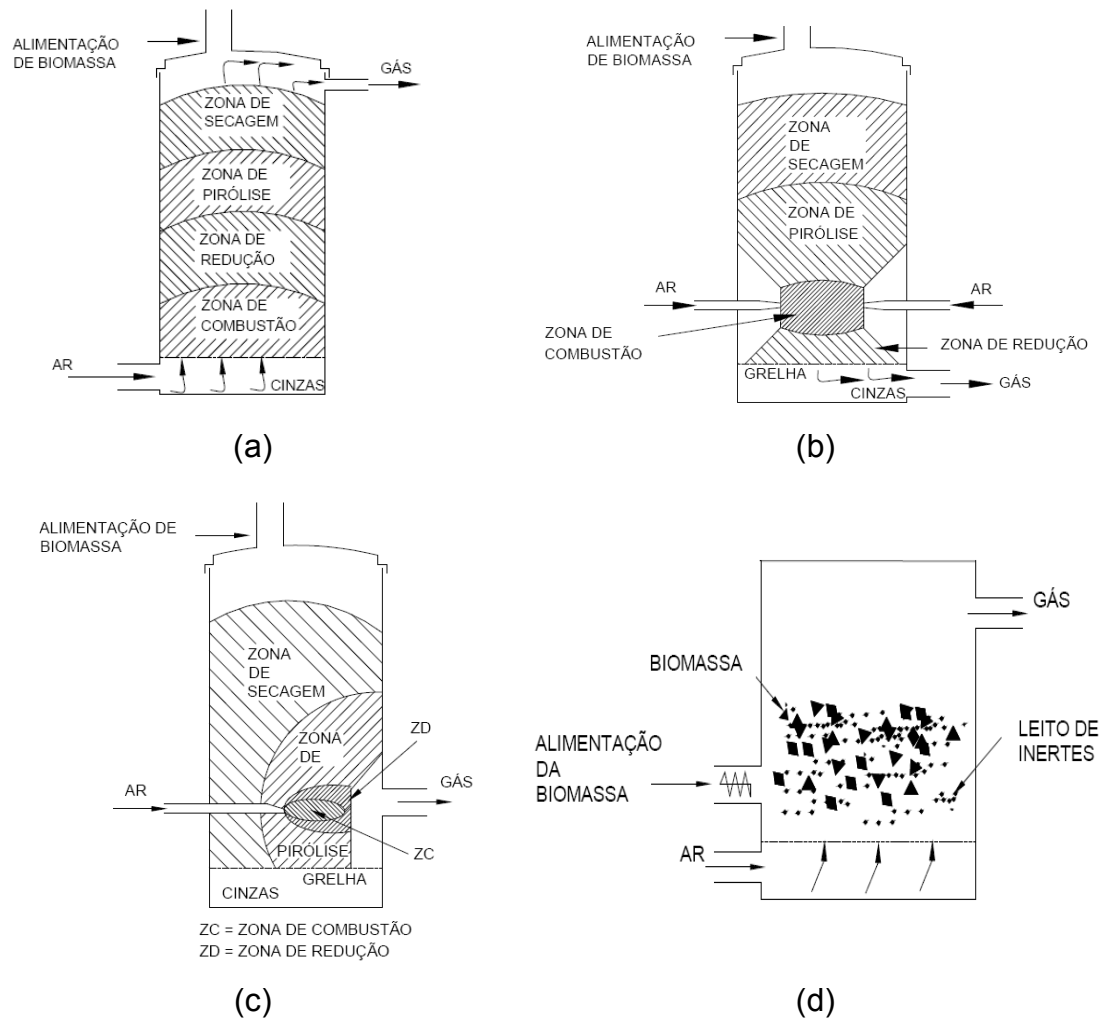 ALIMENTAÇÃO
DE BIOMASSA
GÁS
ZONA DE
SECAGEM
ZONA DE
PIRÓLISE
ZONA DE
REDUÇÃO
ZONA DE
COMBUSTÃO
AR
CINZAS
(a)
ALIMENTAÇÃO
DE BIOMASSA
ZONA
DE
SECAGEM
ZONA DE
PIRÓLISE
AR
AR
ZONA DE
COMBUSTÃO
ZONA DE REDUÇÃO
GRELHA
CINZAS
GÁS
(b)
ALIMENTAÇÃO DE
BIOMASSA
ZONA
DE
SECAGEM
ZONA
DE
ZD
AR
GÁS
PIRÓLISE
ZC
GRELHA
CINZAS
ZC = ZONA DE COMBUSTÃO
ZD = ZONA DE REDUÇÃO
(c)
GÁS
BIOMASSA
LEITO DE
INERTES
ALIMENTAÇÃO
DA
BIOMASSA
AR
(d)